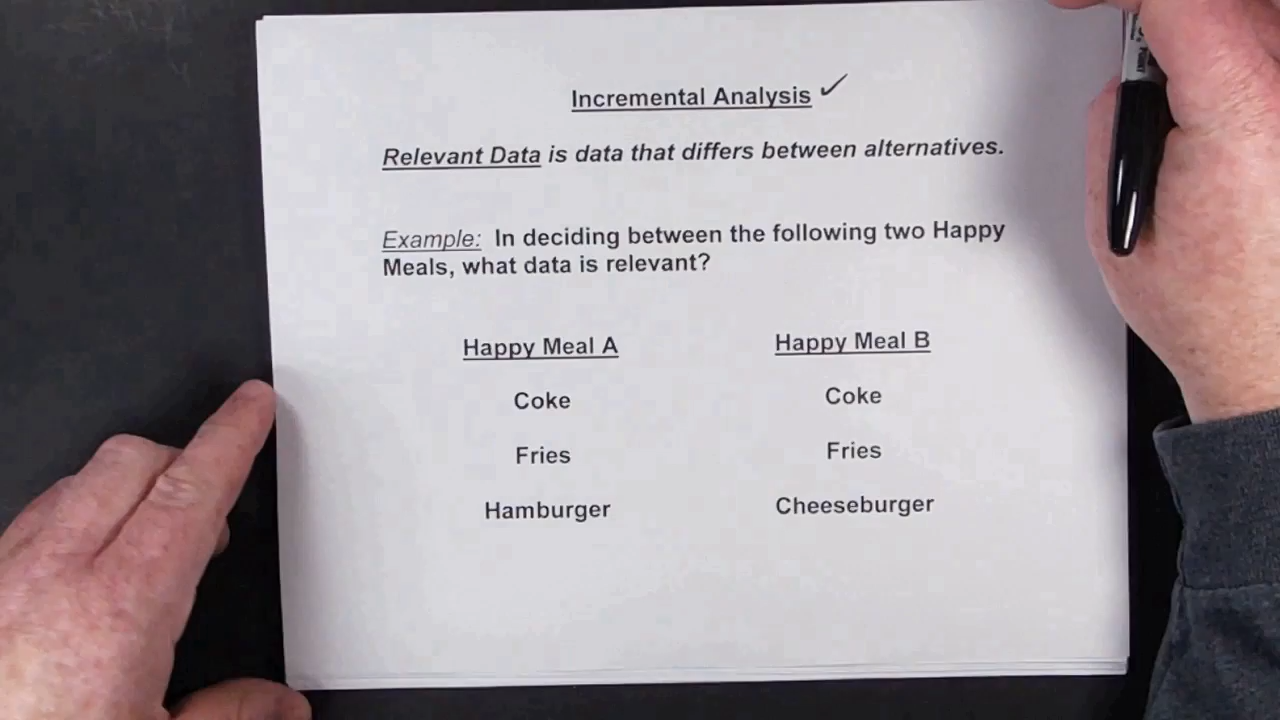 Incremental Analysis ✓
Relevant Data is data that differs between alternatives.
Example: In deciding between the following two Happy
Meals, what data is relevant?
Happy Meal A Happy Meal B
Coke Coke
Fries Fries
Hamburger Cheeseburger